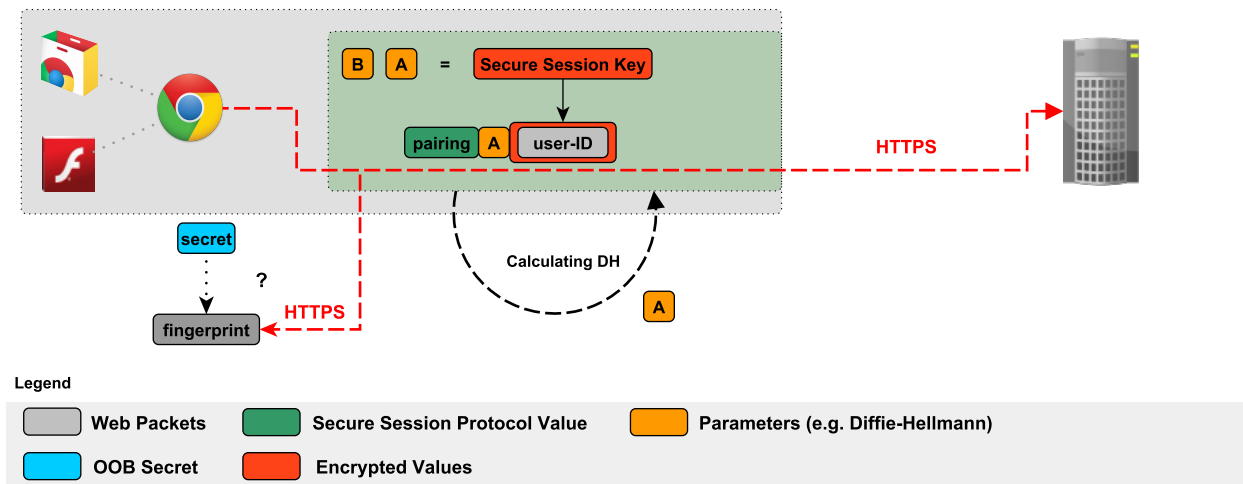 B A = Secure Session Key
pairing A user-ID
HTTPS
secret
?
Calculating DH
A
HTTPS
fingerprint
Legend
Web Packets
Secure Session Protocol Value
Parameters (e.g. Diffie-Hellmann)
OOB Secret
Encrypted Values